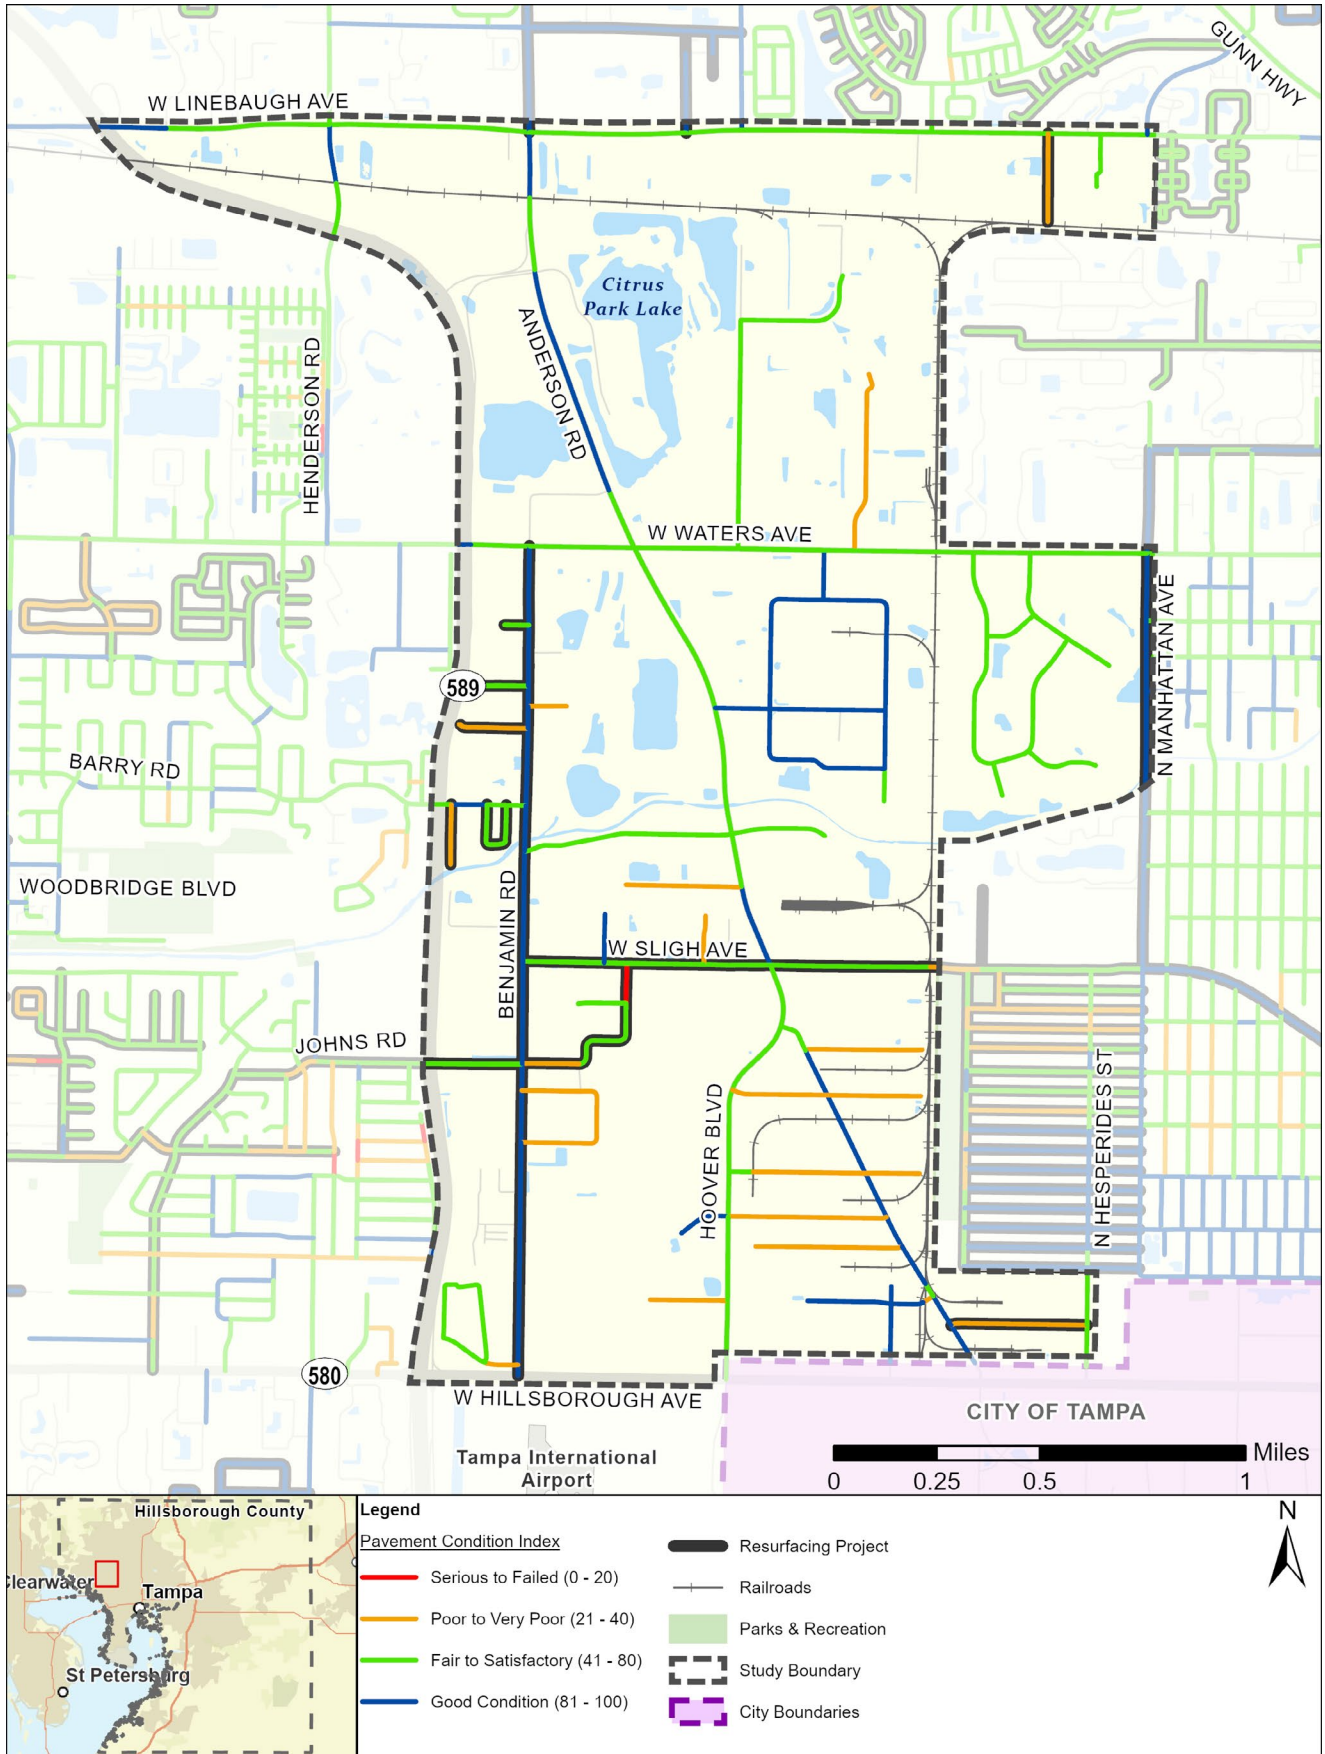 GUNN HWY
W LINEBAUGH AVE
Citrus
Park Lake
ANDERSON RD
HENDERSON RD
W WATERS AVE
N MANHATTAN AVE
589
BARRY RD
WOODBRIDGE BLVD
BENJAMIN RD
W SLIGH AVE
JOHNS RD
HOOVER BLVD
N HESPERIDES ST
580
W HILLSBOROUGH AVE
CITY OF TAMPA
Tampa International
Airport
Miles
0 0.25 0.5 1
Hillsborough County
Clearwater
Tampa
St Petersburg
Legend
Pavement Condition Index
Serious to Failed (0 - 20)
Poor to Very Poor (21 - 40)
Fair to Satisfactory (41 - 80)
Good Condition (81 - 100)
Resurfacing Project
Railroads
Parks & Recreation
Study Boundary
City Boundaries
N